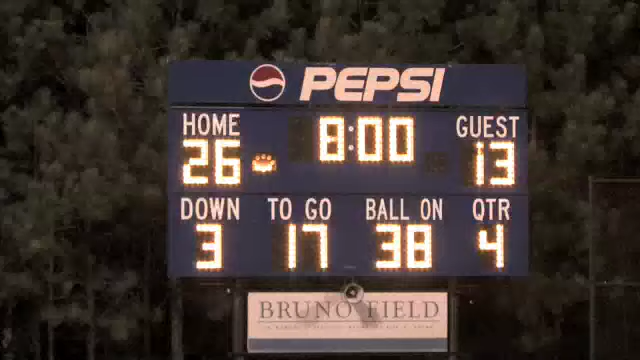 PEPSI
HOME 8:00 GUEST
26 13
DOWN TO GO BALL ON QTR
3 17 38 4
BRUNO FIELD